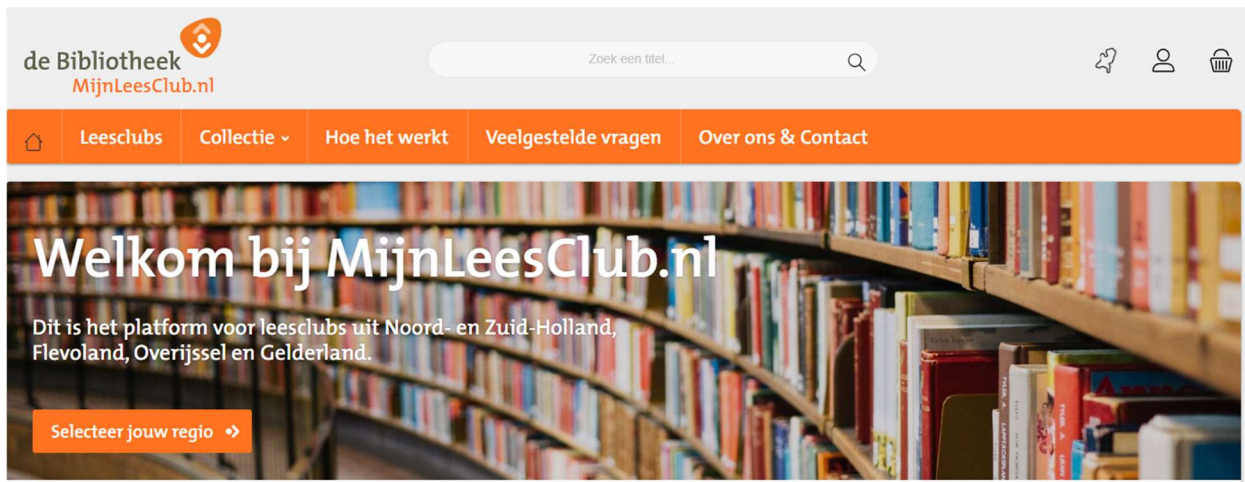 de Bibliotheek
MijnLeesClub.nl
Zoek een titel...
Leesclubs
Collectie
Hoe het werkt
Veelgestelde vragen
Over ons & Contact
Welkom bij MijnLeesClub.nl
Dit is het platform voor leesclubs uit Noord- en Zuid-Holland,
Flevoland, Overijssel en Gelderland.
Selecteer jouw regio